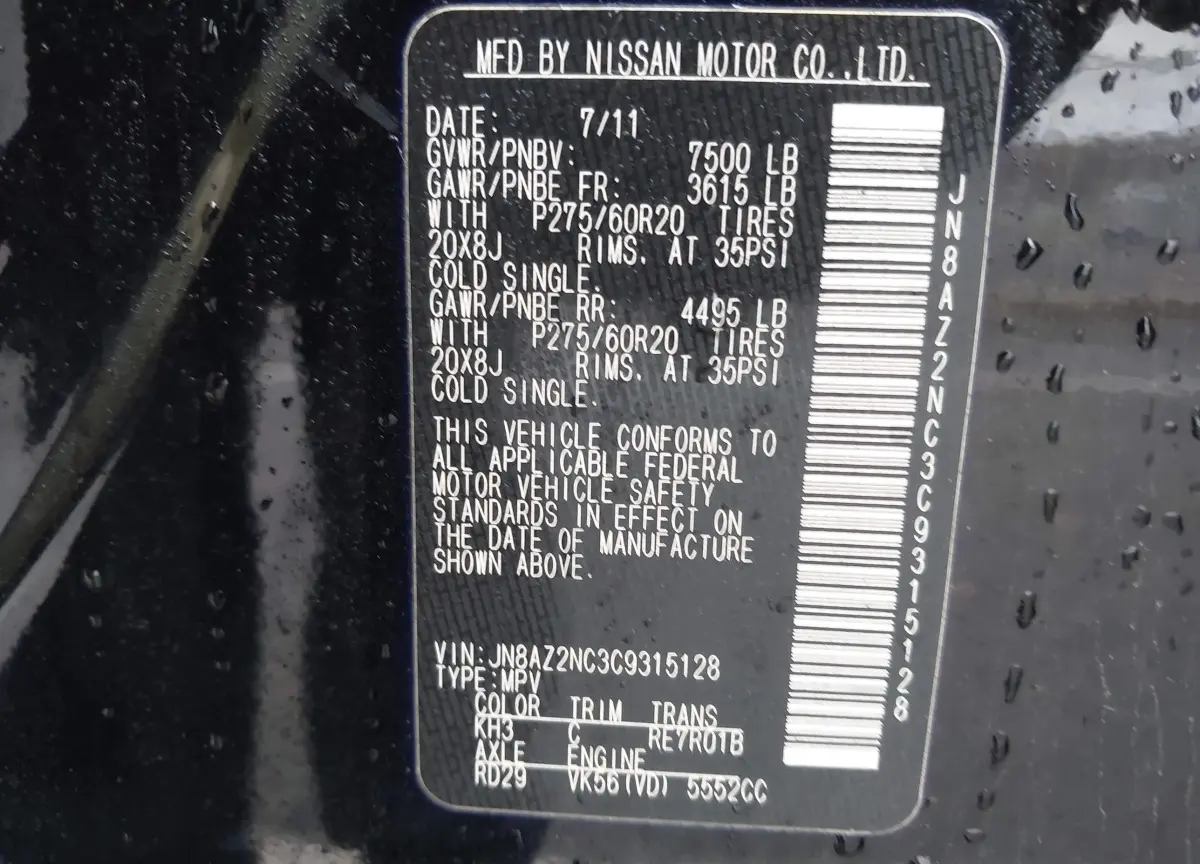 MFD BY NISSAN MOTOR CO.,LTD.
DATE: 7/11
GVWR/PNBV: 7500 LB
GAWR/PNBE FR: 3615 LB
WITH P275/60R20 TIRES
20X8J RIMS. AT 35PSI
COLD SINGLE.
GAWR/PNBE RR: 4495 LB
WITH P275/60R20 TIRES
20X8J RIMS. AT 35PSI
COLD SINGLE.
THIS VEHICLE CONFORMS TO
ALL APPLICABLE FEDERAL
MOTOR VEHICLE SAFETY
STANDARDS IN EFFECT ON
THE DATE OF MANUFACTURE
SHOWN ABOVE.
VIN:JN8AZ2NC3C9315128
TYPE:MPV
COLOR TRIM TRANS
KH3 C RE7R01B
AXLE ENGINE
RD29 VK56(VD) 5552CC
JN8AZ2NC3C9315128